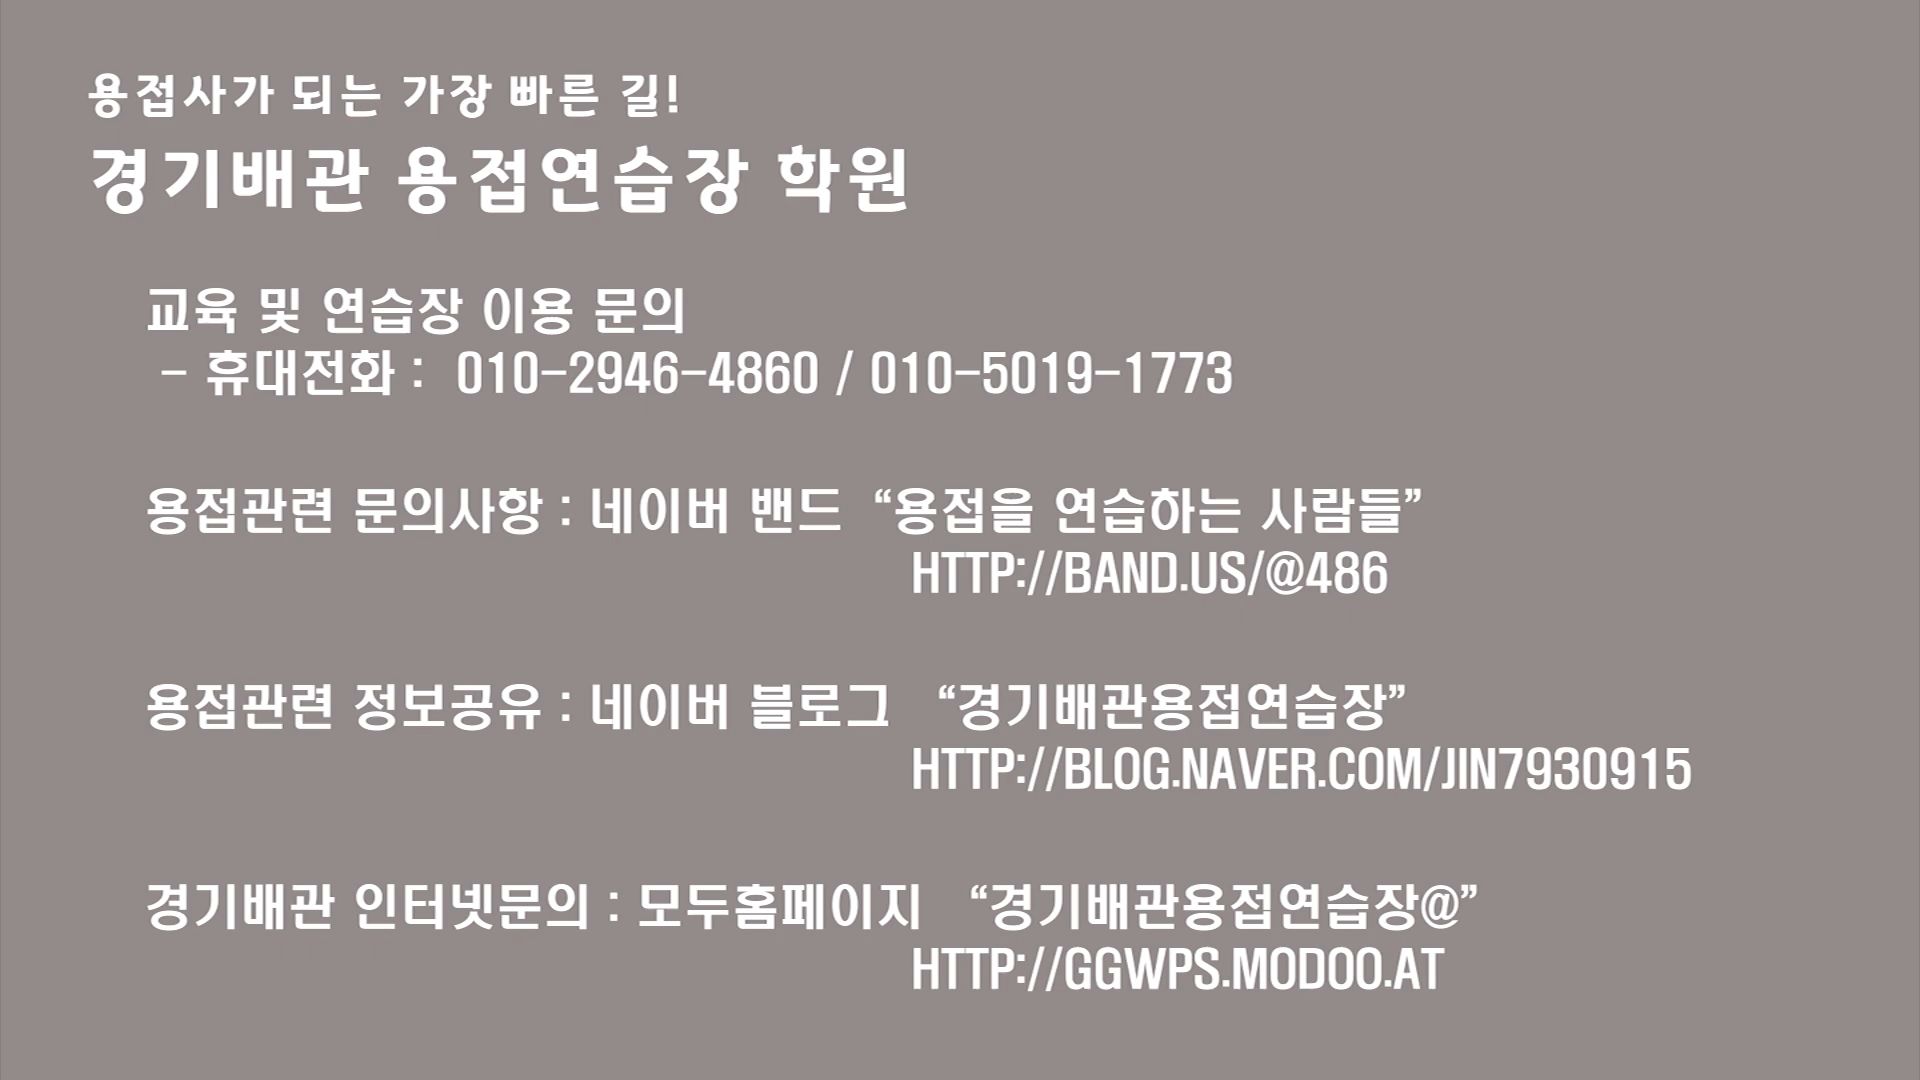 용접사가 되는 가장 빠른 길!
경기배관 용접연습장 학원
교육 및 연습장 이용 문의
- 휴대전화 : 010-2946-4860 / 010-5019-1773
용접관련 문의사항 : 네이버 밴드 “용접을 연습하는 사람들”
HTTP://BAND.US/@486
용접관련 정보공유 : 네이버 블로그 “경기배관용접연습장”
HTTP://BLOG.NAVER.COM/JIN7930915
경기배관 인터넷문의 : 모두홈페이지 “경기배관용접연습장@”
HTTP://GGWPS.MODOO.AT